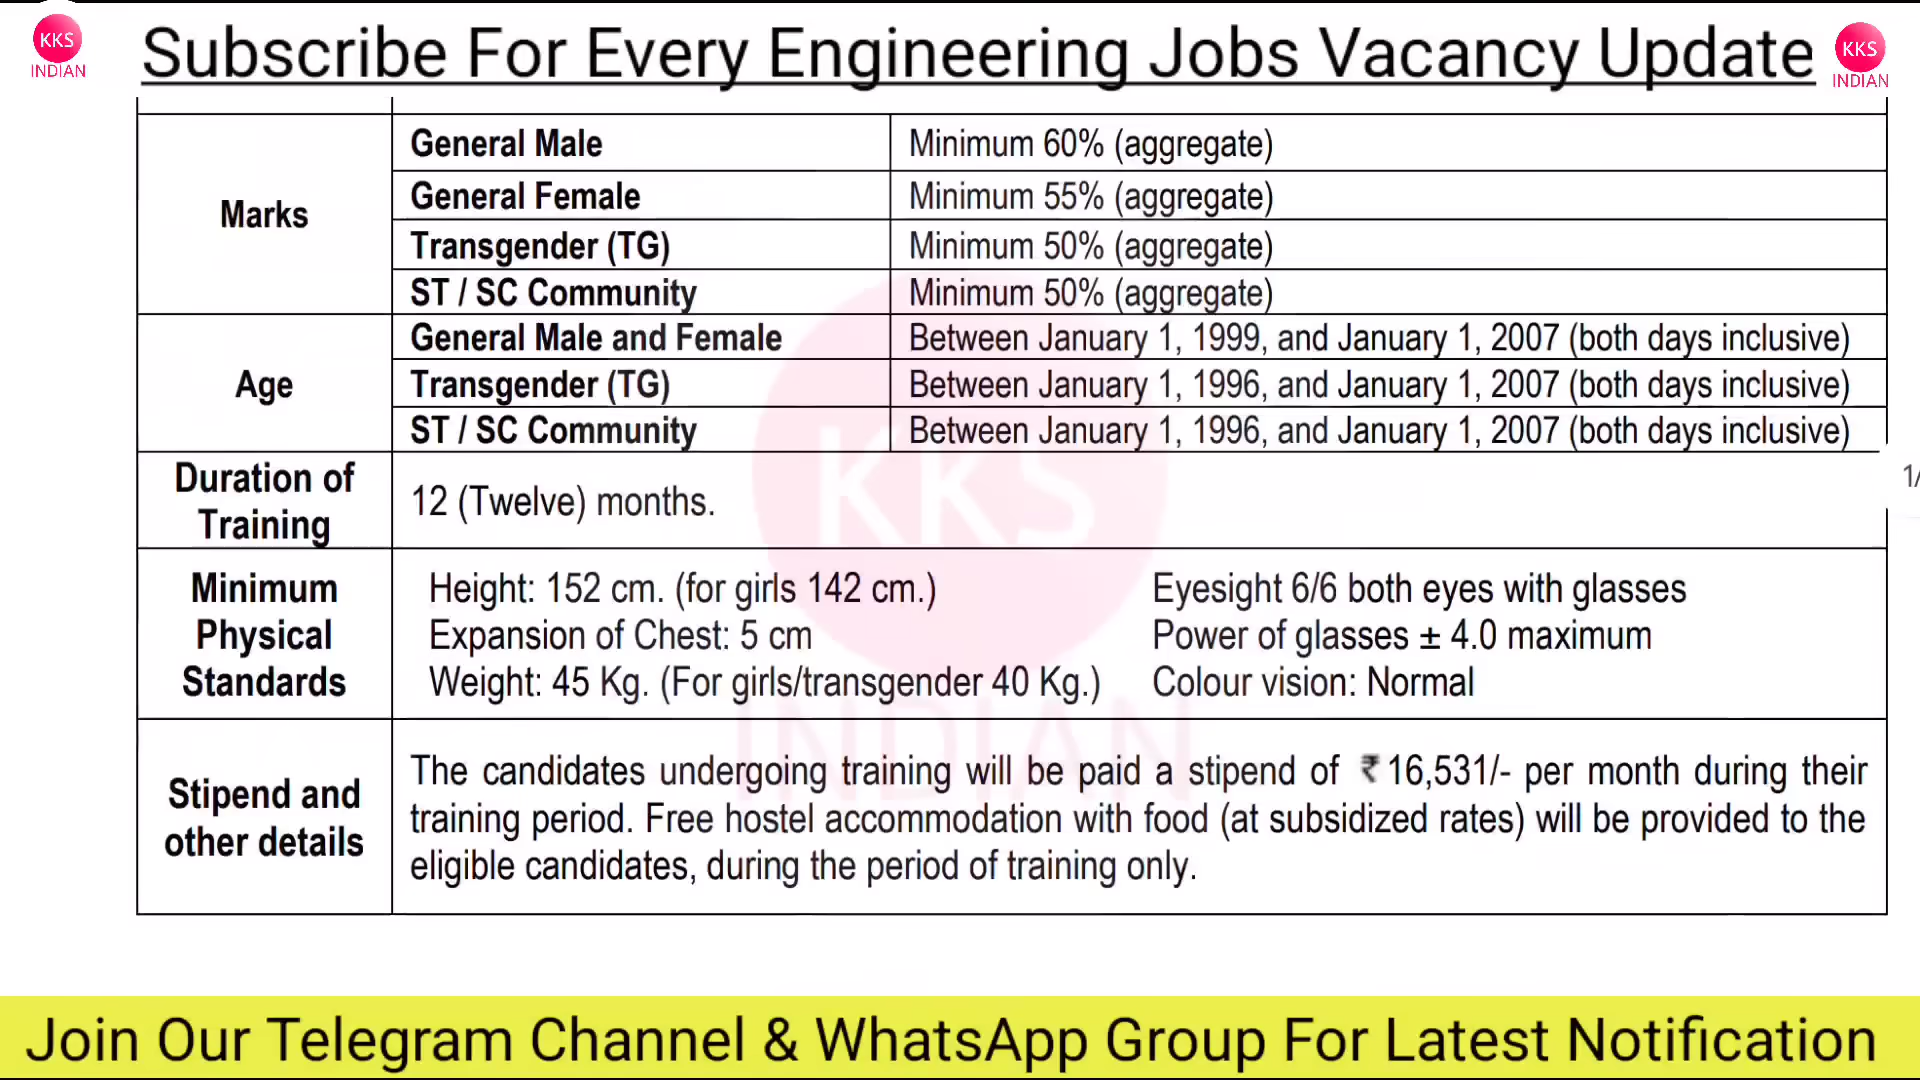 KKS
INDIAN
Subscribe For Every Engineering Jobs Vacancy Update
KKS
INDIAN
Marks
General Male
Minimum 60% (aggregate)
General Female
Minimum 55% (aggregate)
Transgender (TG)
Minimum 50% (aggregate)
ST / SC Community
Minimum 50% (aggregate)
Age
General Male and Female
Between January 1, 1999, and January 1, 2007 (both days inclusive)
Transgender (TG)
Between January 1, 1996, and January 1, 2007 (both days inclusive)
ST / SC Community
Between January 1, 1996, and January 1, 2007 (both days inclusive)
Duration of
Training
12 (Twelve) months.
1/
Minimum
Physical
Standards
Height: 152 cm. (for girls 142 cm.)
Expansion of Chest: 5 cm
Weight: 45 Kg. (For girls/transgender 40 Kg.)
Eyesight 6/6 both eyes with glasses
Power of glasses ± 4.0 maximum
Colour vision: Normal
Stipend and
other details
The candidates undergoing training will be paid a stipend of ₹ 16,531/- per month during their
training period. Free hostel accommodation with food (at subsidized rates) will be provided to the
eligible candidates, during the period of training only.
KKS
INDIAN
Join Our Telegram Channel & WhatsApp Group For Latest Notification